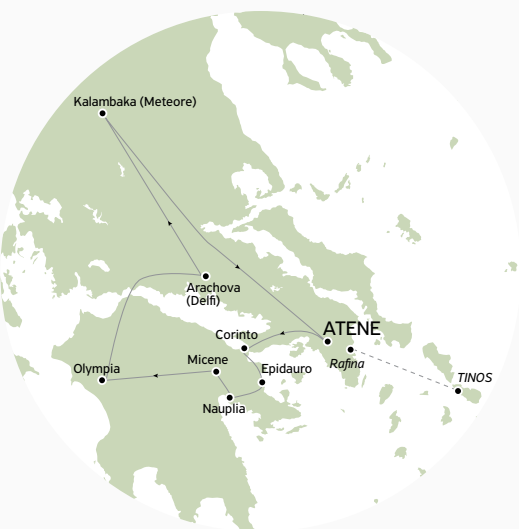 Kalambaka (Meteore)
Arachova
(Delfi)
ATENE
Corinto
Rafina
Micene
Epidauro
Olympia
TINOS
Nauplia